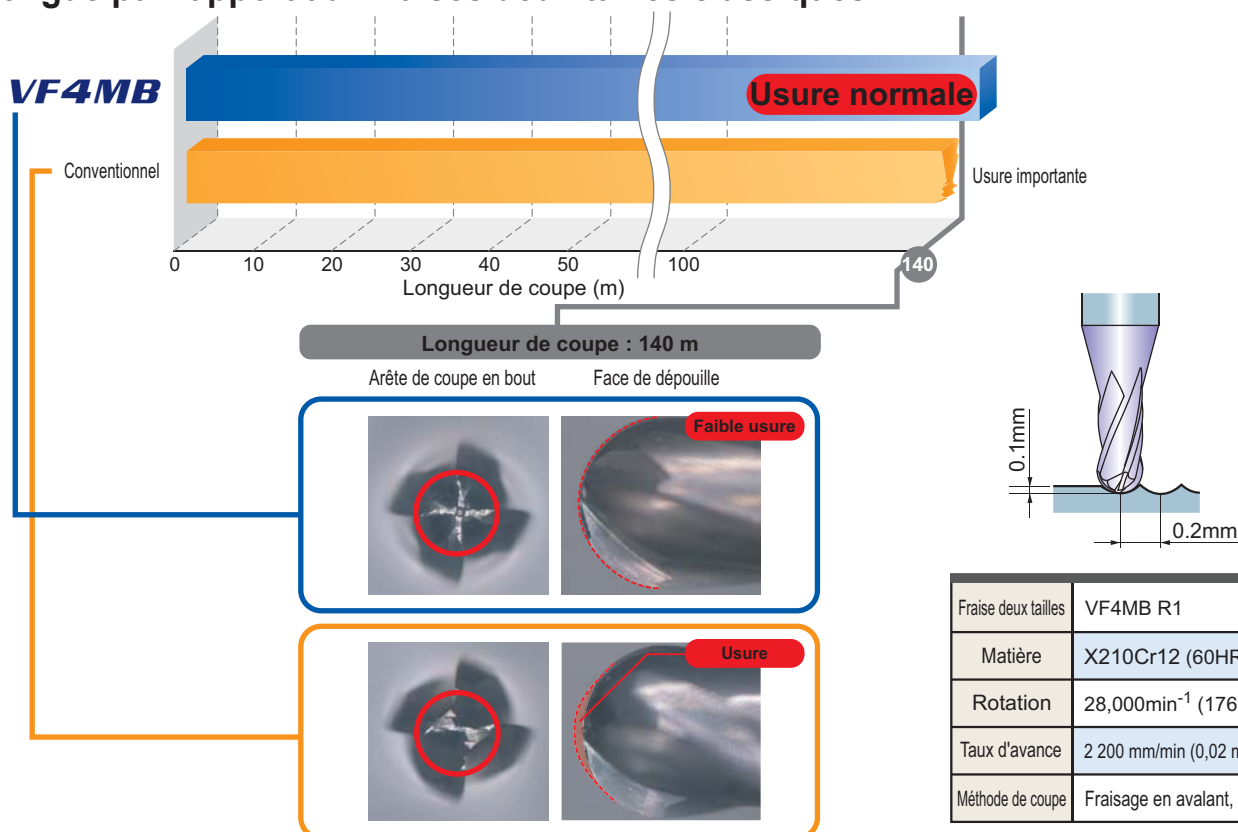 VF4MB
Usure normale
Conventionnel
Usure importante
0 10 20 30 40 50 100 140
Longueur de coupe (m)
Longueur de coupe : 140 m
Arête de coupe en bout Face de dépouille
Faible usure
Usure
0.1mm
0.2mm
Fraise deux tailles VF4MB R1
Matière X210Cr12 (60HR
Rotation 28,000min⁻¹ (176
Taux d'avance 2 200 mm/min (0,02 m
Méthode de coupe Fraisage en avalant,